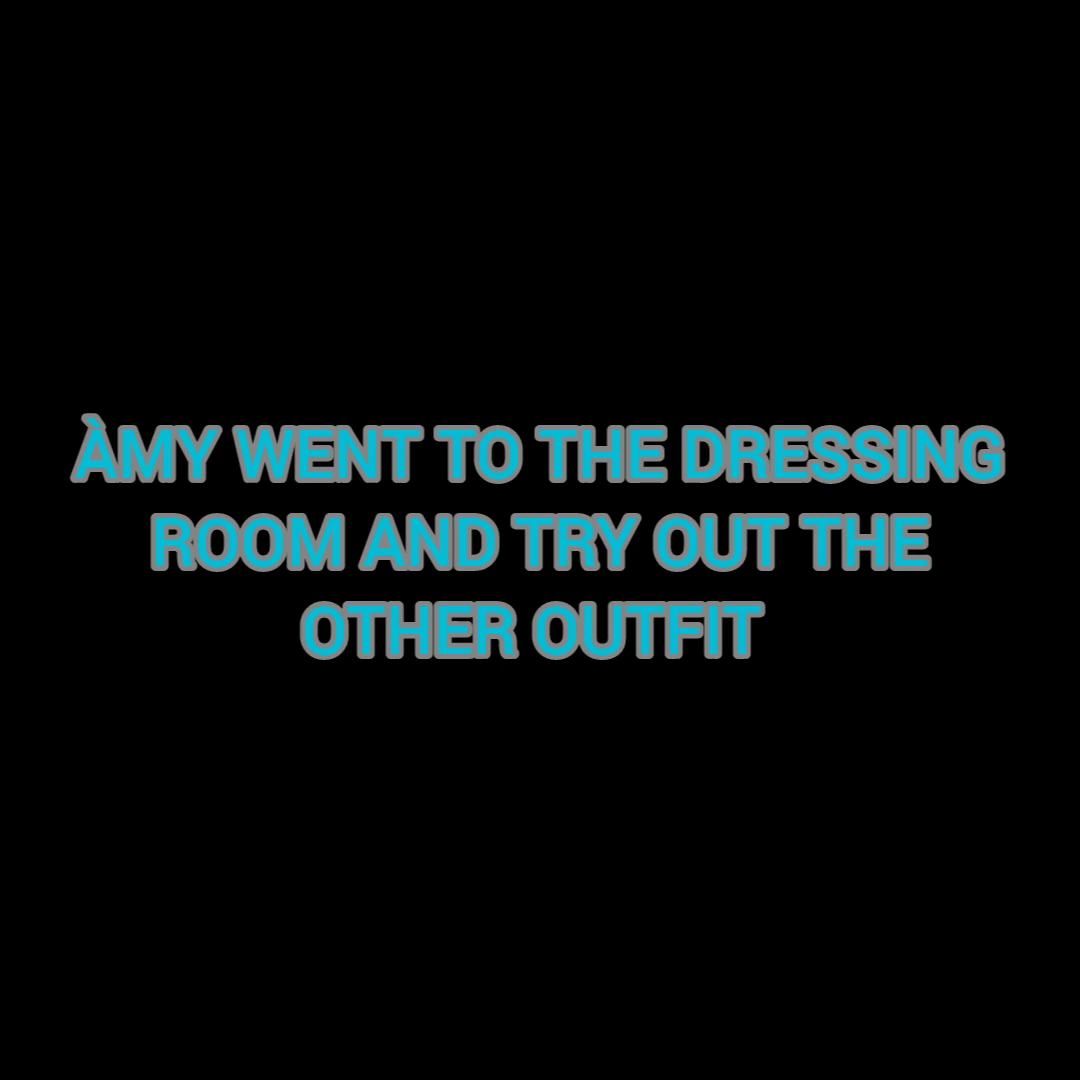 ÀMY WENT TO THE DRESSING
ROOM AND TRY OUT THE
OTHER OUTFIT